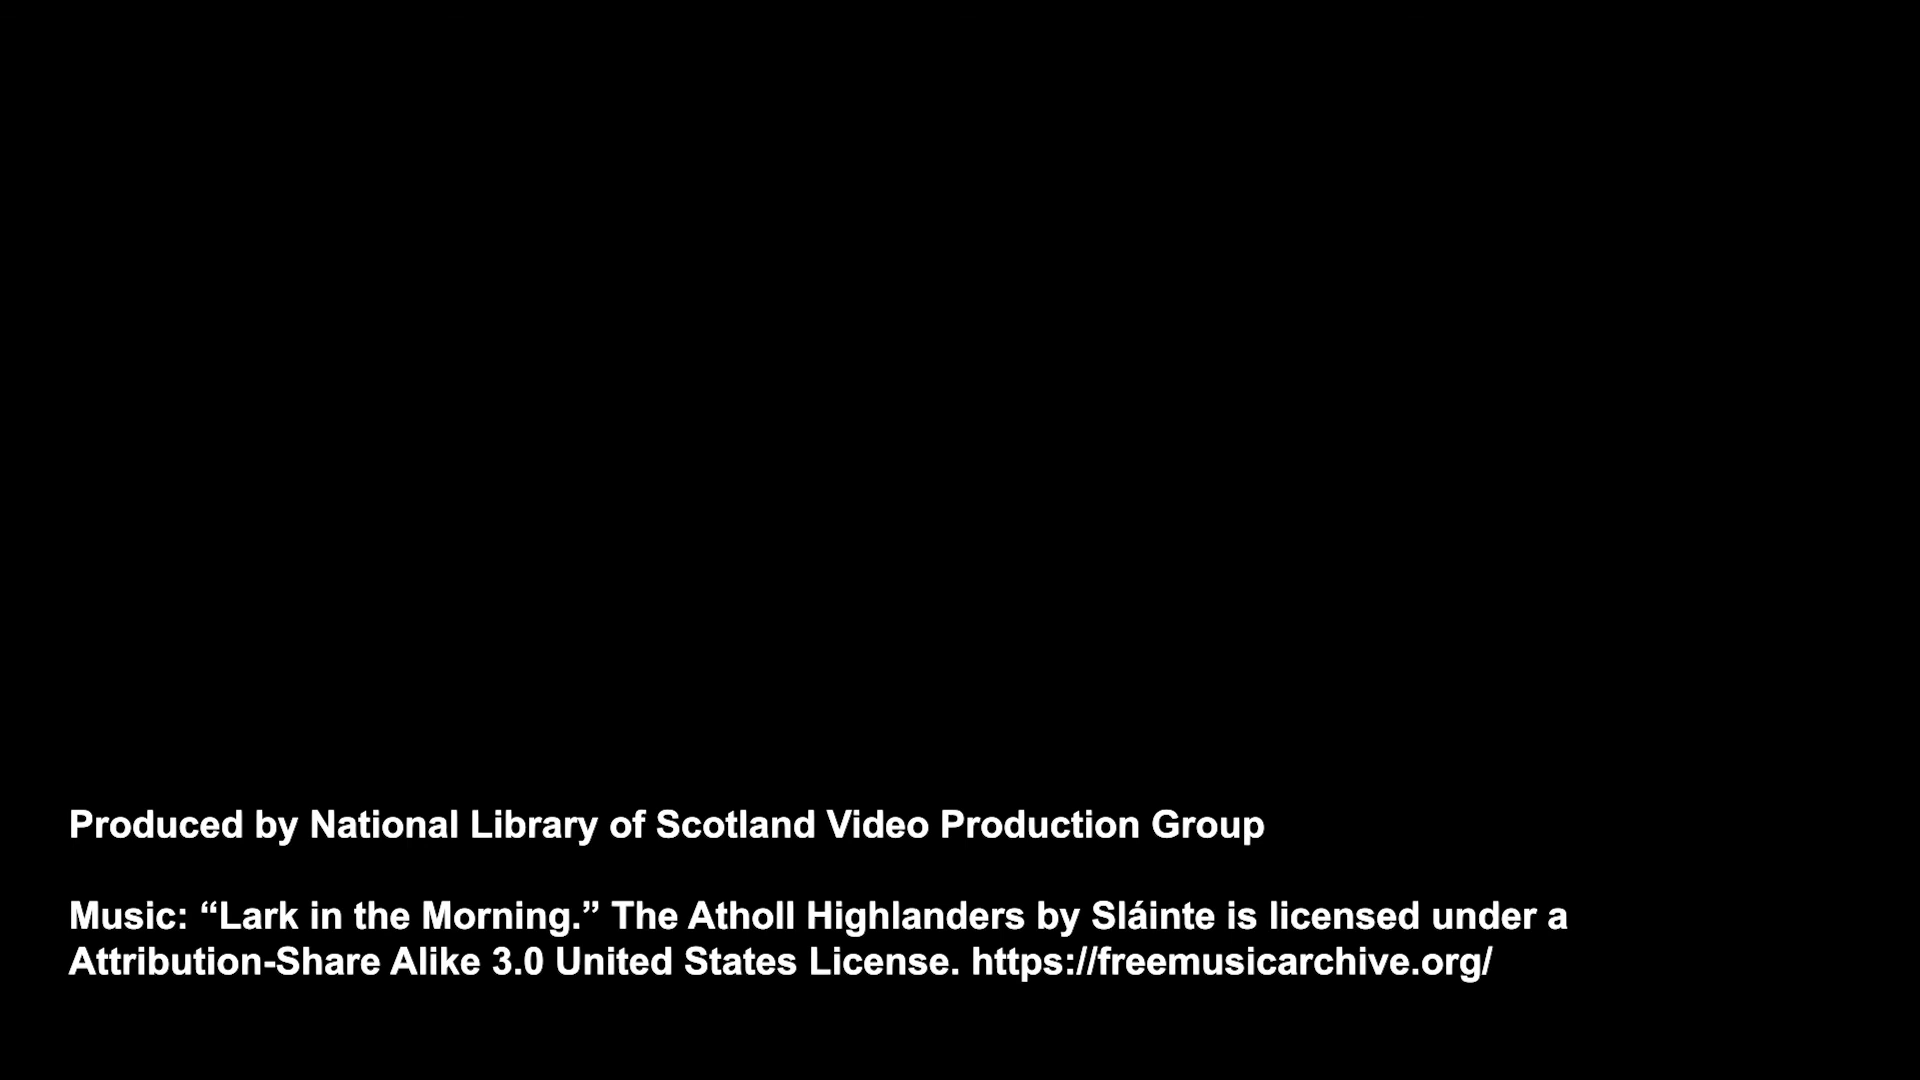 Produced by National Library of Scotland Video Production Group
Music: “Lark in the Morning.” The Atholl Highlanders by Sláinte is licensed under a
Attribution-Share Alike 3.0 United States License. https://freemusicarchive.org/